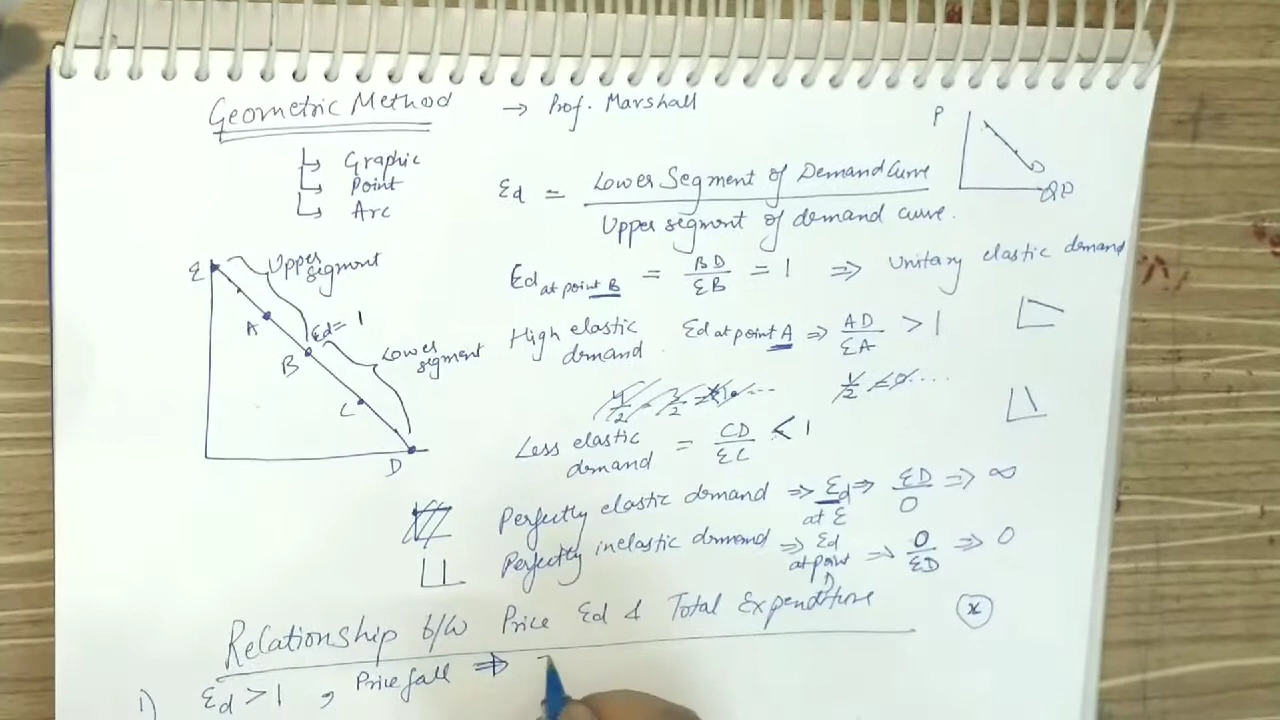 Geometric Method → Prof. Marshall
↳ Graphic
↳ Point
↳ Arc
Ed = Lower Segment of Demand Curve / Upper segment of demand curve.
P
D
QD
E
Upper segment
A
Ed = 1
B
Lower segment
C
D
Ed at point B = BD/EB = 1 ⇒ Unitary elastic demand
High elastic demand. Ed at point A ⇒ AD/EA > 1
Less elastic demand = CD/EC < 1
Perfectly elastic demand ⇒ Ed at E ⇒ ED/0 ⇒ ∞
Perfectly inelastic demand ⇒ Ed at point D ⇒ 0/ED ⇒ 0
Relationship b/w Price Ed & Total Expenditure
1) Ed > 1 , Price fall ⇒